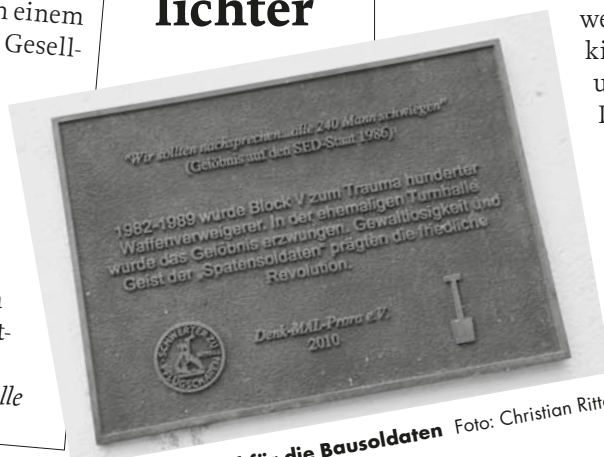 einem
lichter
Gesell-
"Wir sollten nachsprechen...alle 240 Mann schwiegen"
(Gelöbnis auf den SED-Staat 1986)
1982-1989 wurde Block V zum Trauma hunderter
Waffenverweigerer. In der ehemaligen Turnhalle
wurde das Gelöbnis erzwungen. Gewaltlosigkeit und
Geist der „Spatensoldaten" prägten die friedliche
Revolution.
SCHWERTER ZU
PFLUGSCHAREN
Denk-MAL-Prora e.V.
2010
für die Bausoldaten Foto: Christian